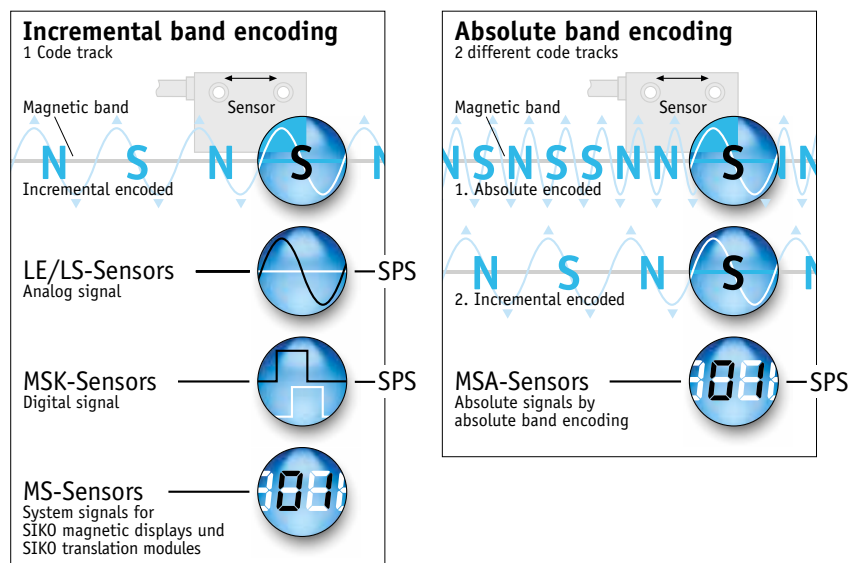 Incremental band encoding
1 Code track
Sensor
Magnetic band
N S N S N
Incremental encoded
LE/LS-Sensors
Analog signal
SPS
MSK-Sensors
Digital signal
SPS
MS-Sensors
System signals for
SIKO magnetic displays und
SIKO translation modules
01
Absolute band encoding
2 different code tracks
Sensor
Magnetic band
N S N S S N N S N
1. Absolute encoded
N S N S N
2. Incremental encoded
MSA-Sensors
Absolute signals by
absolute band encoding
01
SPS